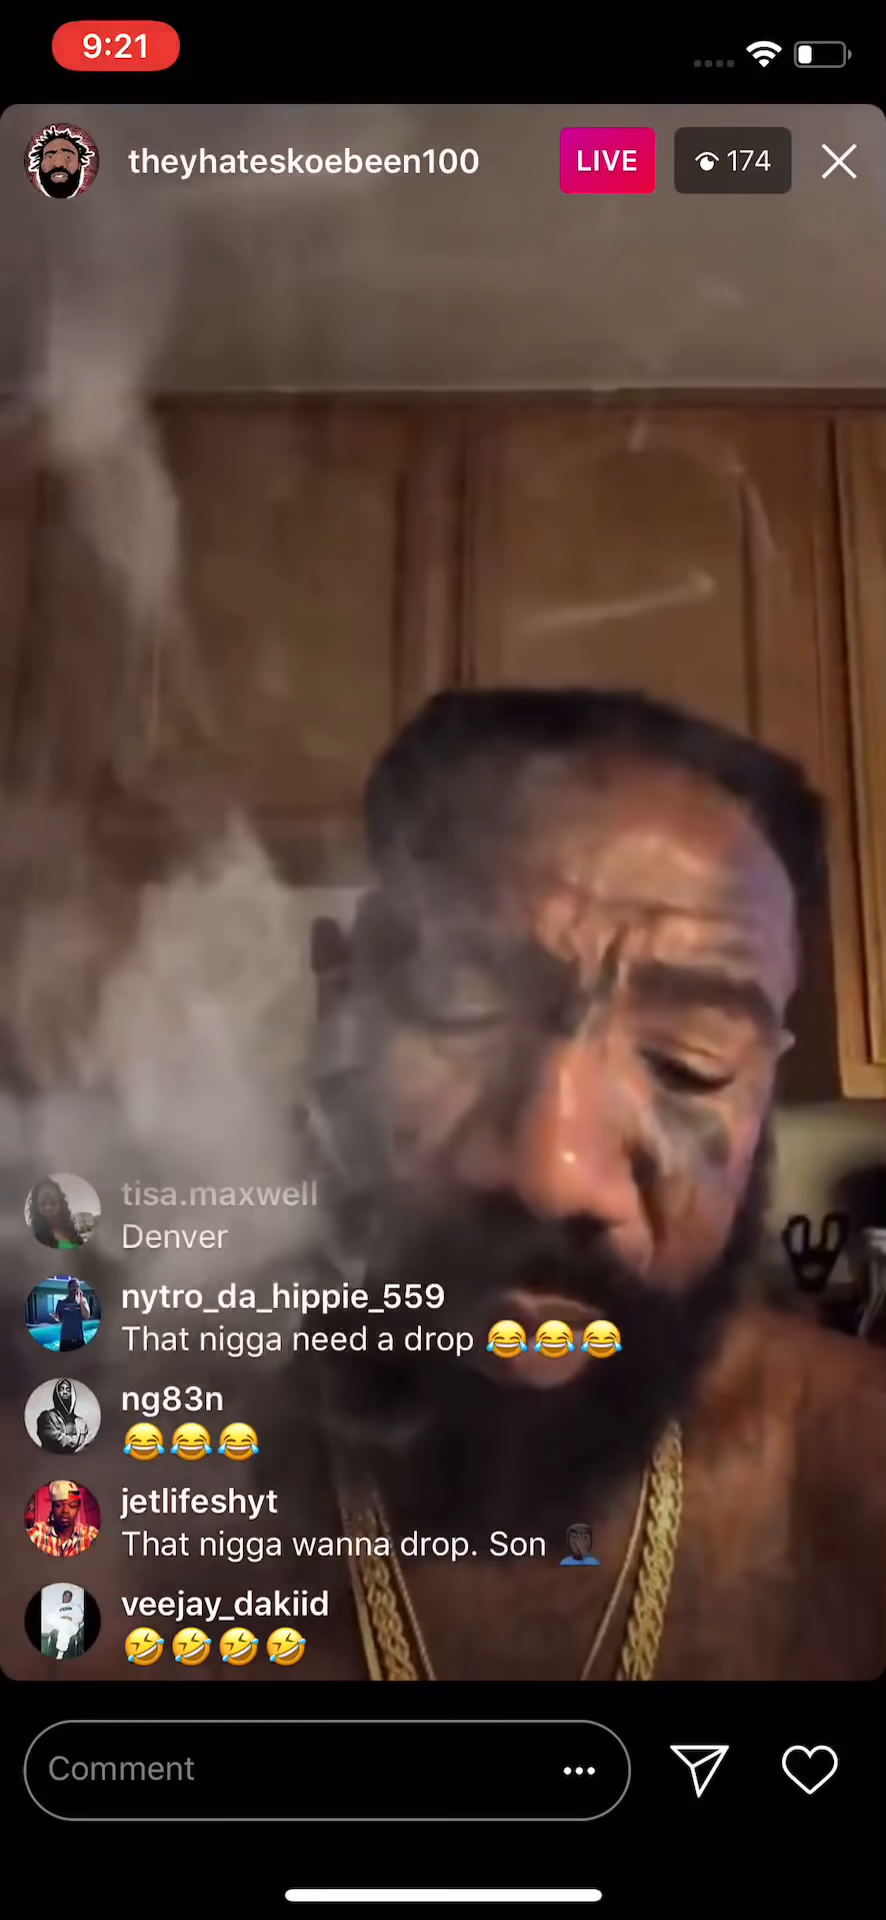 9:21
theyhateskoebeen100
LIVE
174
tisa.maxwell
Denver
nytro_da_hippie_559
That nigga need a drop 😂😂😂
ng83n
😂😂😂
jetlifeshyt
That nigga wanna drop. Son 🤦🏿‍♂️
veejay_dakiid
🤣🤣🤣🤣
Comment